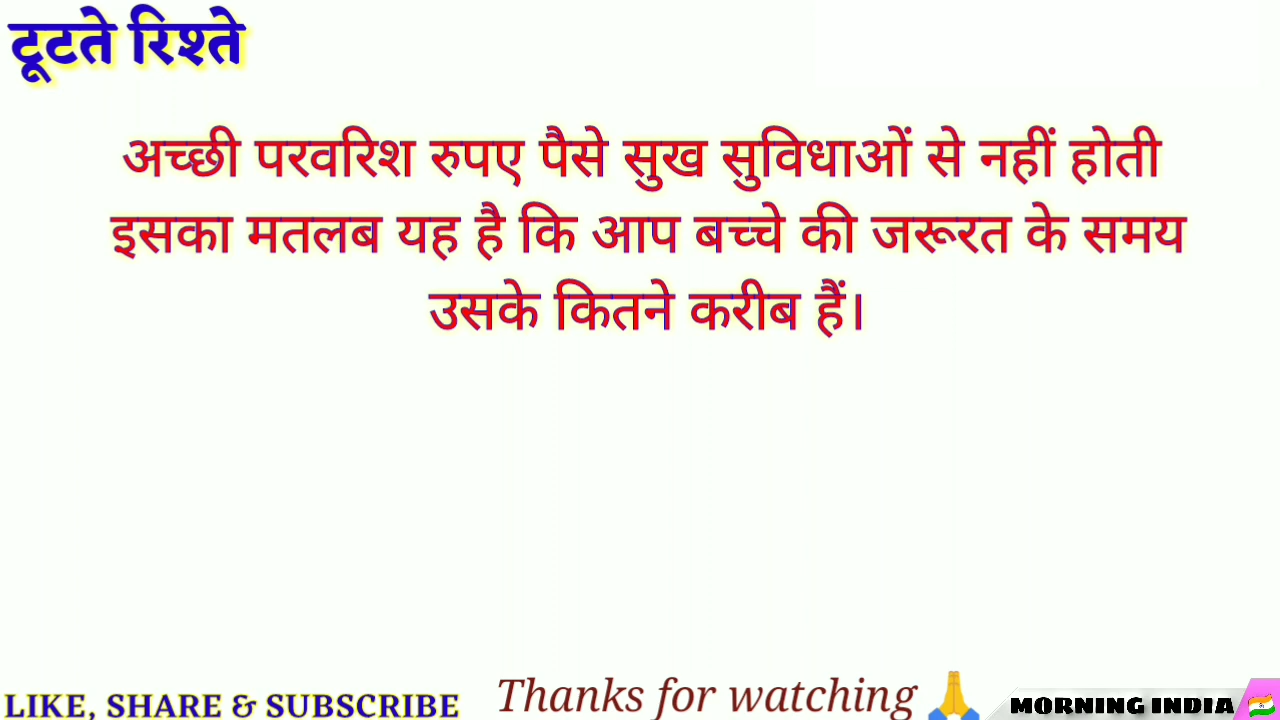 टूटते रिश्ते
अच्छी परवरिश रुपए पैसे सुख सुविधाओं से नहीं होती
इसका मतलब यह है कि आप बच्चे की जरूरत के समय
उसके कितने करीब हैं।
LIKE, SHARE & SUBSCRIBE
Thanks for watching 🙏
MORNING INDIA